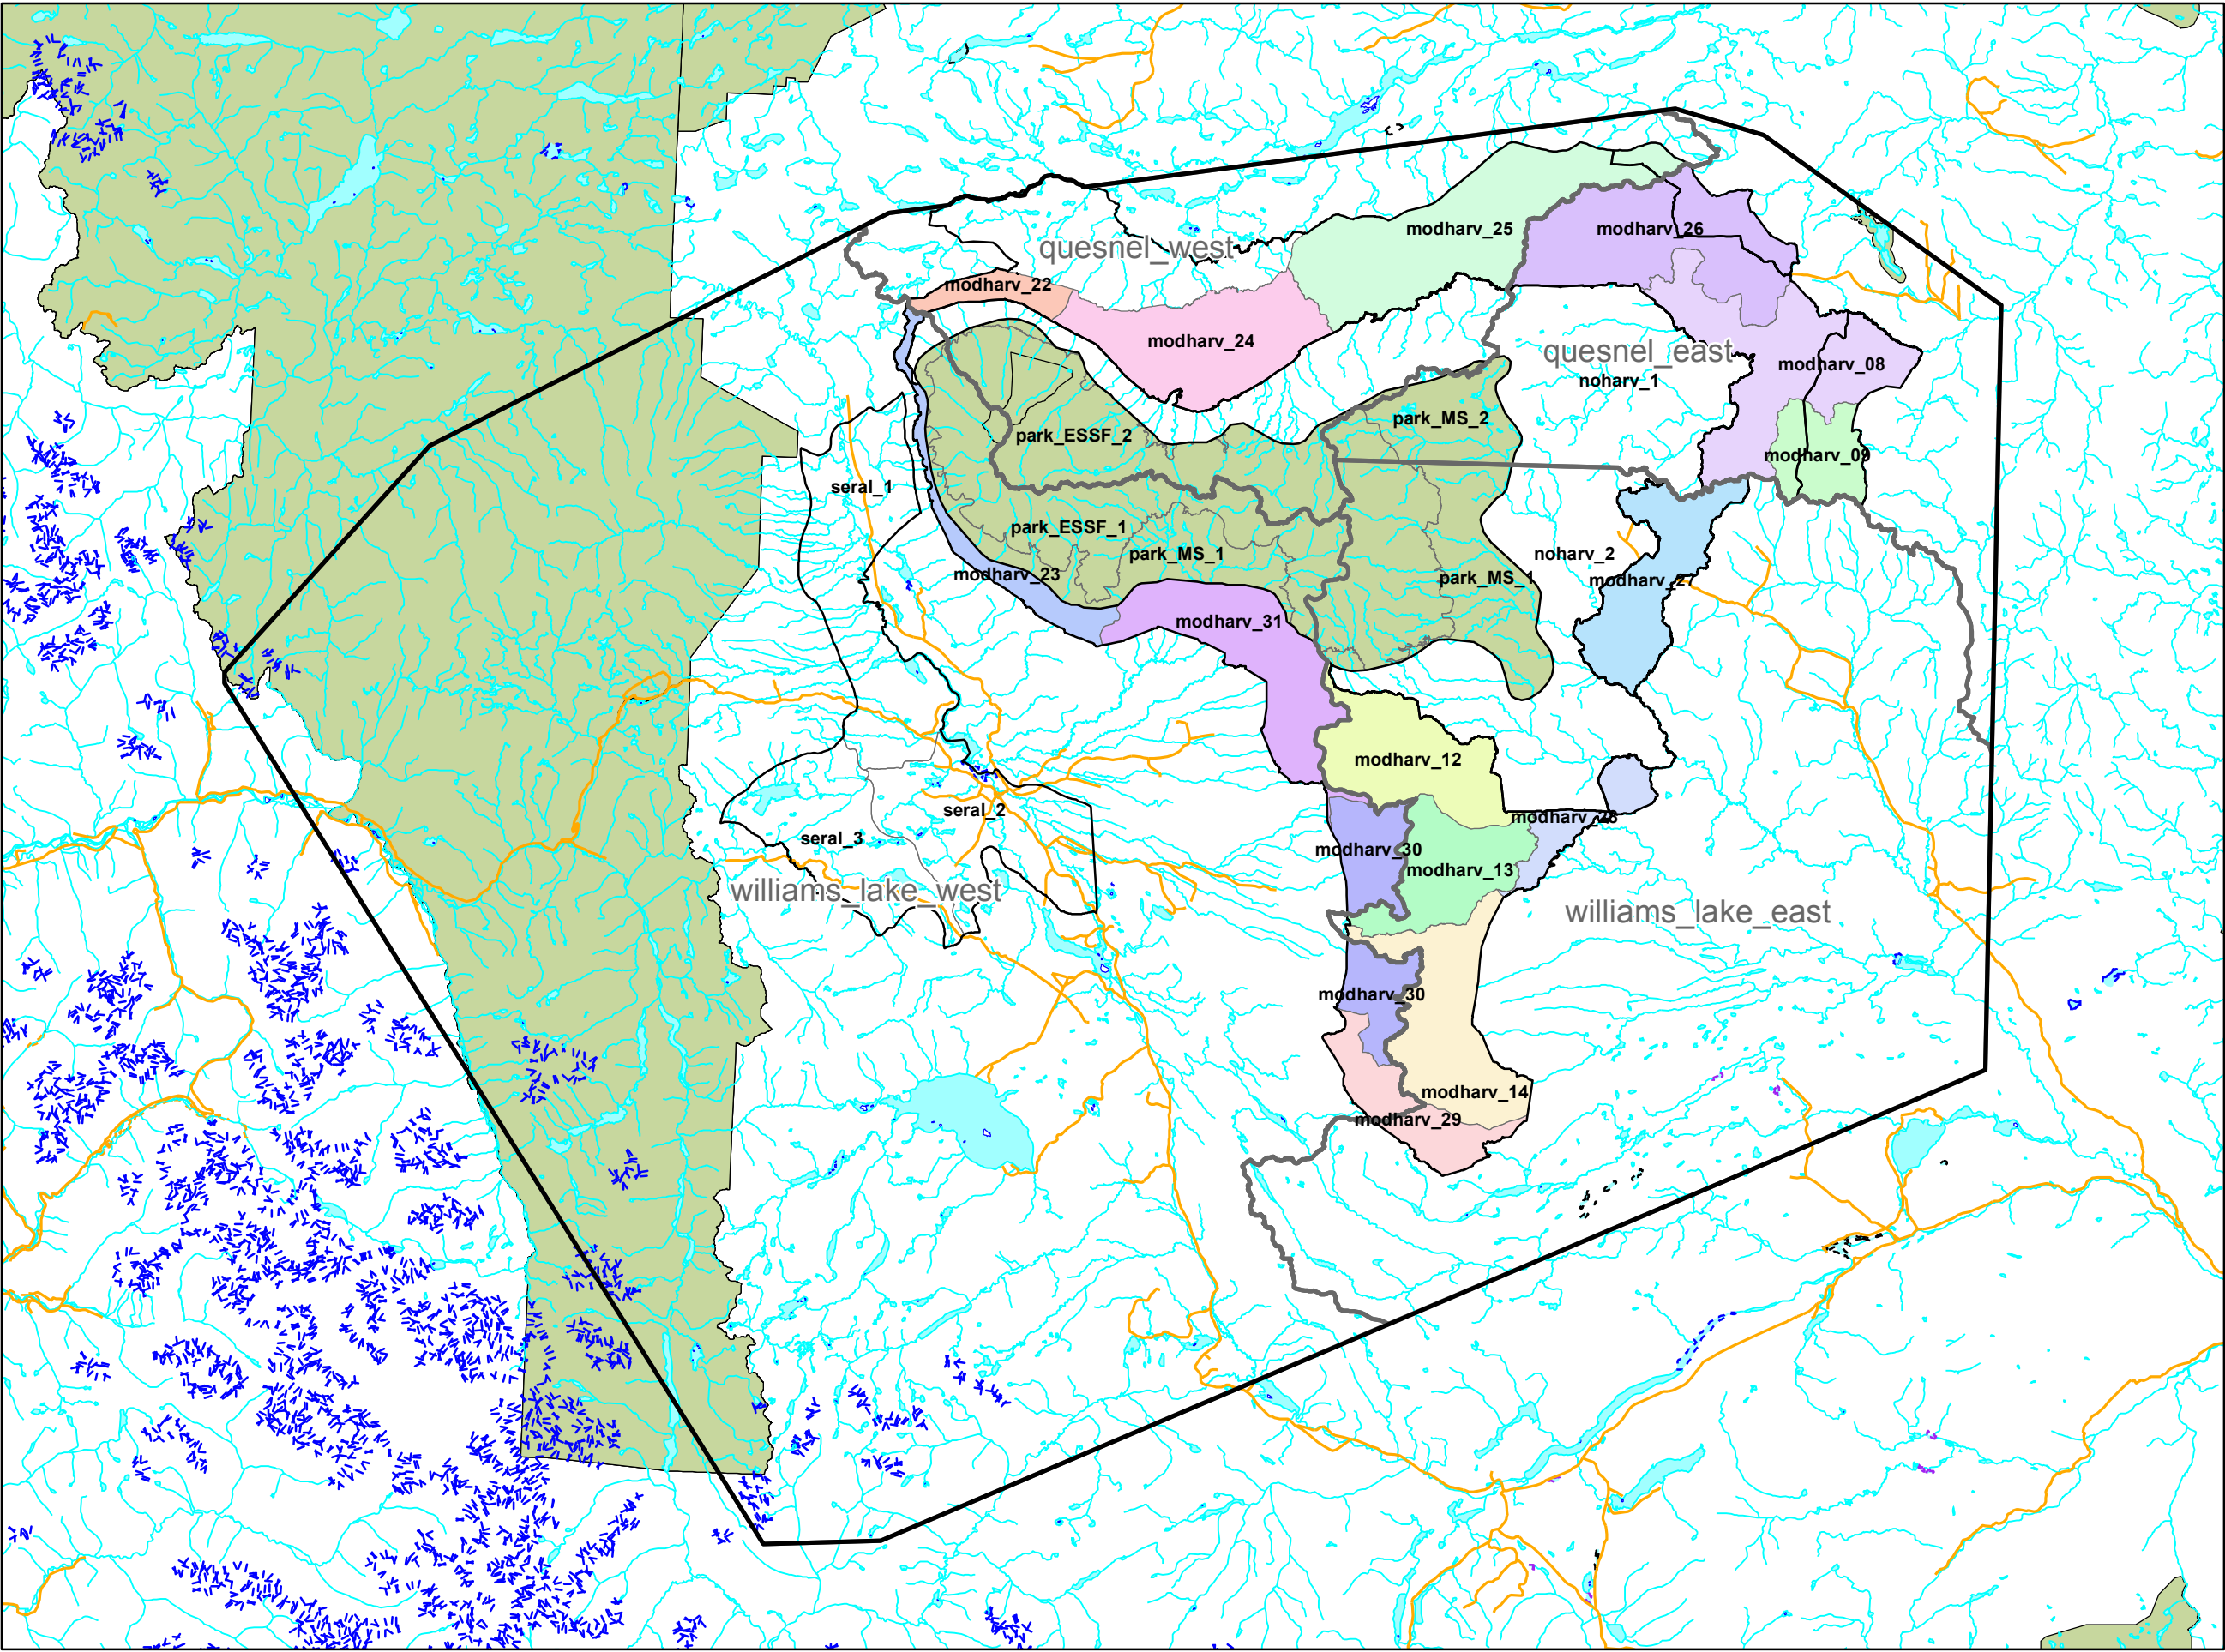 modharv_25
modharv_26
quesnel_west
modharv_22
modharv_24
quesnel_east
modharv_08
noharv_1
park_MS_2
park_ESSF_2
modharv_09
seral_1
park_ESSF_1
park_MS_1
noharv_2
modharv_23
park_MS_1
modharv_27
modharv_31
modharv_12
seral_2
modharv_28
seral_3
modharv_30
modharv_13
williams_lake_west
williams_lake_east
modharv_30
modharv_14
modharv_29